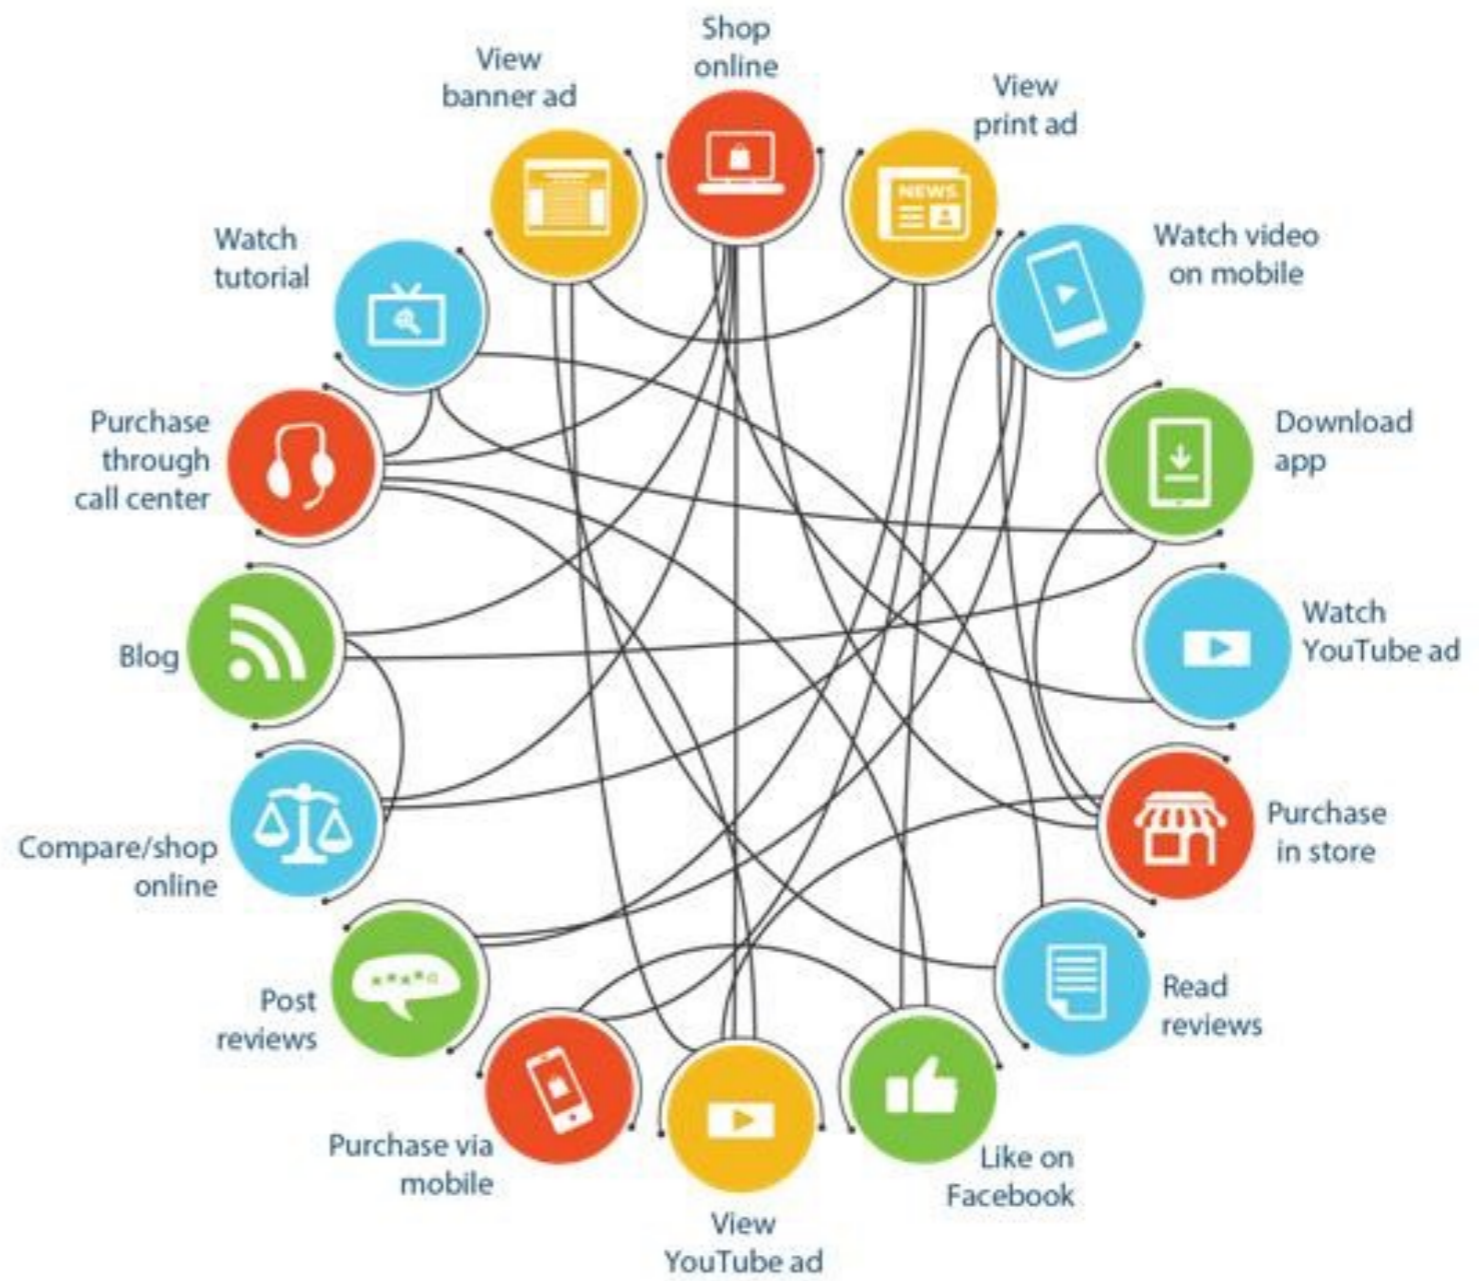 Shop
online
View
banner ad
View
print ad
NEWS
Watch
tutorial
Watch video
on mobile
Purchase
through
call center
Download
app
Blog
Watch
YouTube ad
Compare/shop
online
Purchase
in store
Post
reviews
Read
reviews
Purchase via
mobile
Like on
Facebook
View
YouTube ad